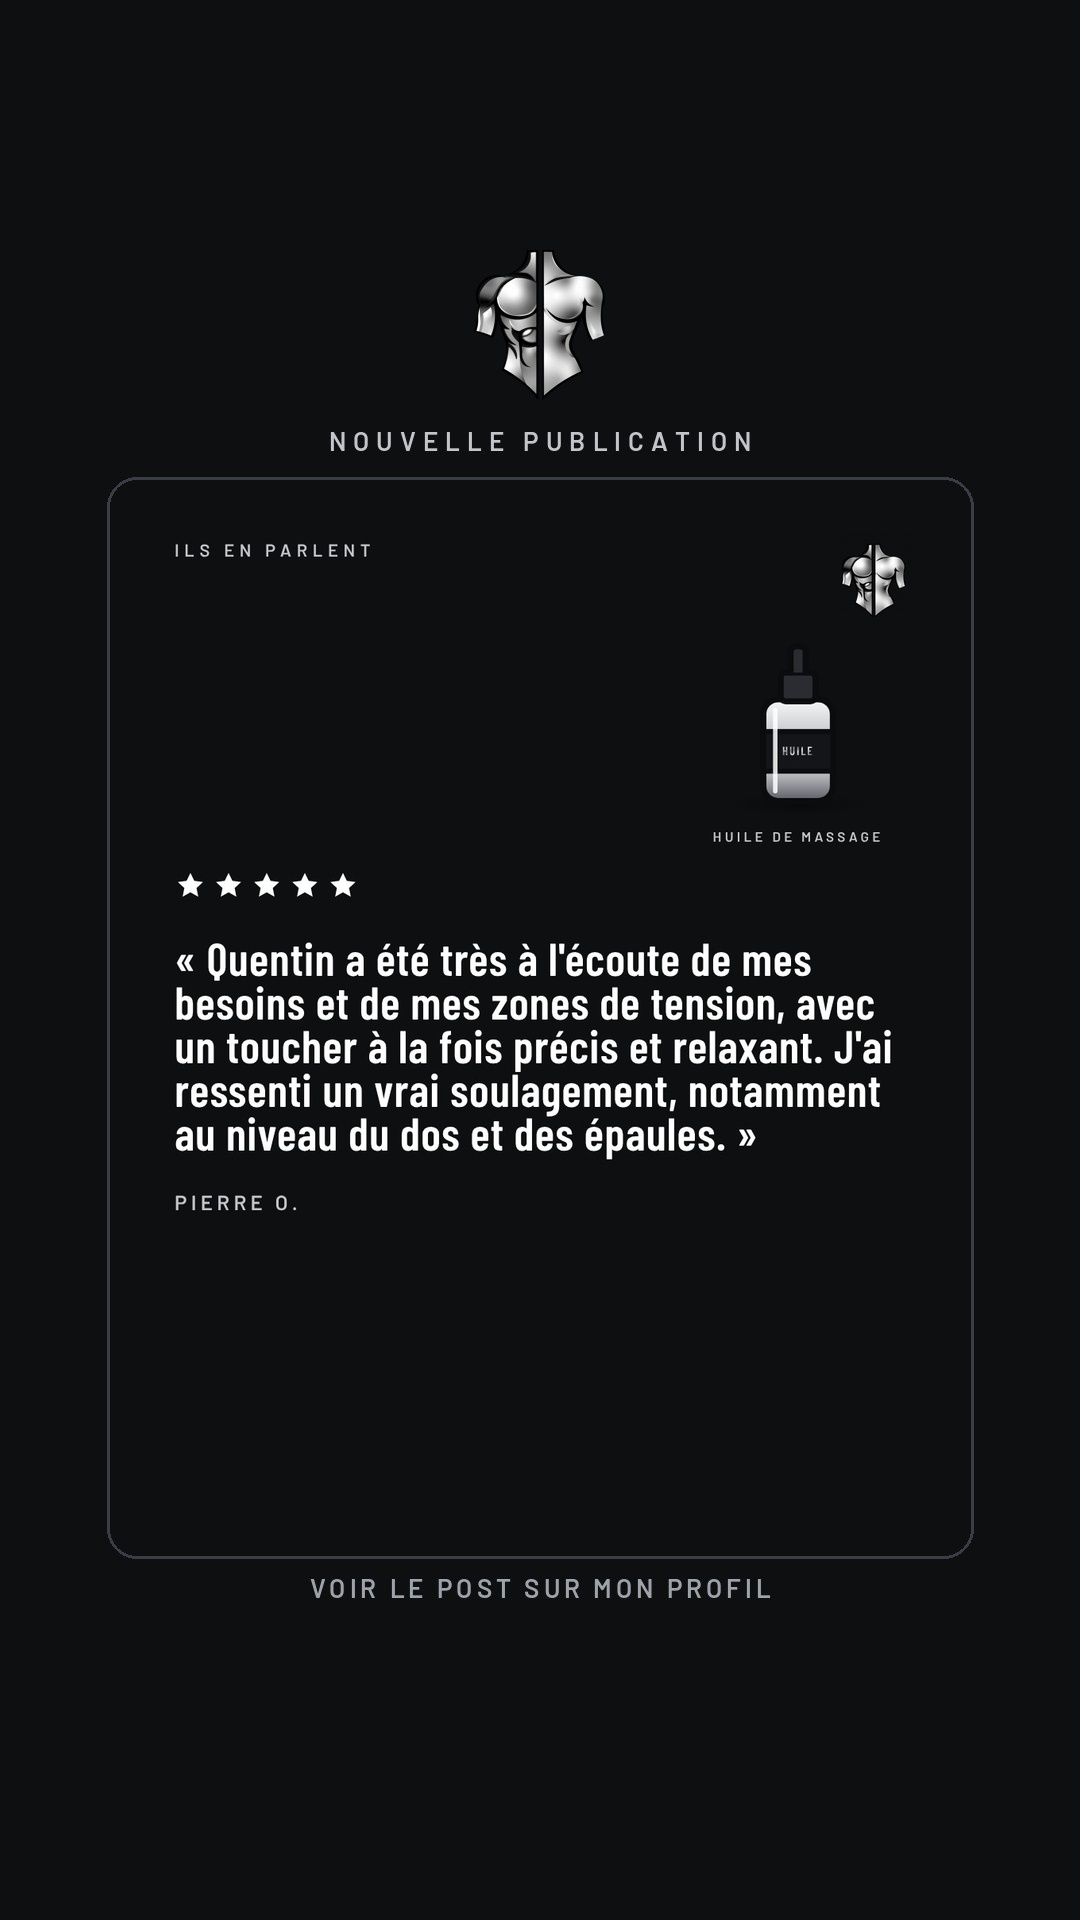 NOUVELLE PUBLICATION
ILS EN PARLENT
HUILE
HUILE DE MASSAGE
« Quentin a été très à l'écoute de mes
besoins et de mes zones de tension, avec
un toucher à la fois précis et relaxant. J'ai
ressenti un vrai soulagement, notamment
au niveau du dos et des épaules. »
PIERRE O.
VOIR LE POST SUR MON PROFIL